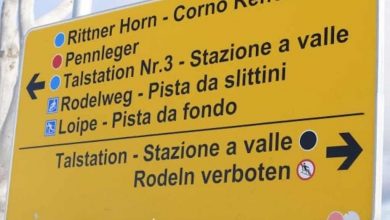 Rittner Horn - Corno
Pennleger
Talstation Nr.3 - Stazione a valle
Rodelweg - Pista da slittini
Loipe - Pista da fondo
Talstation - Stazione a valle
Rodeln verboten